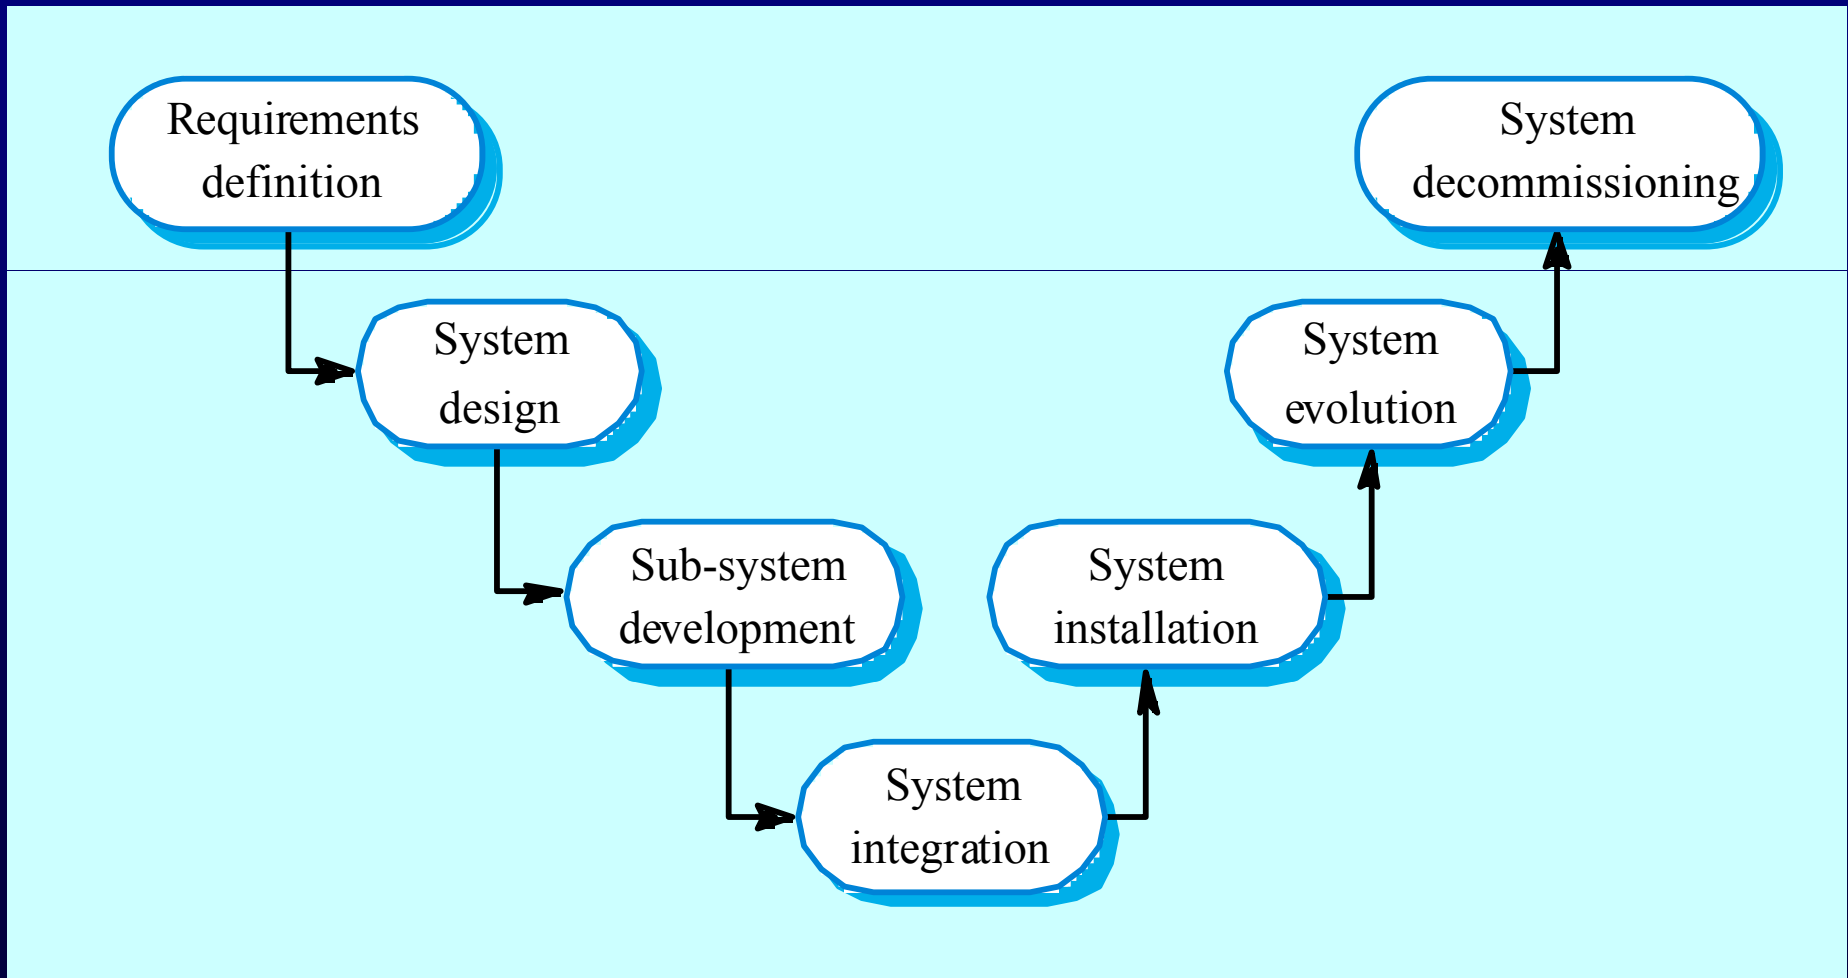 Requirements
definition
System
design
Sub-system
development
System
integration
System
installation
System
evolution
System
decommissioning